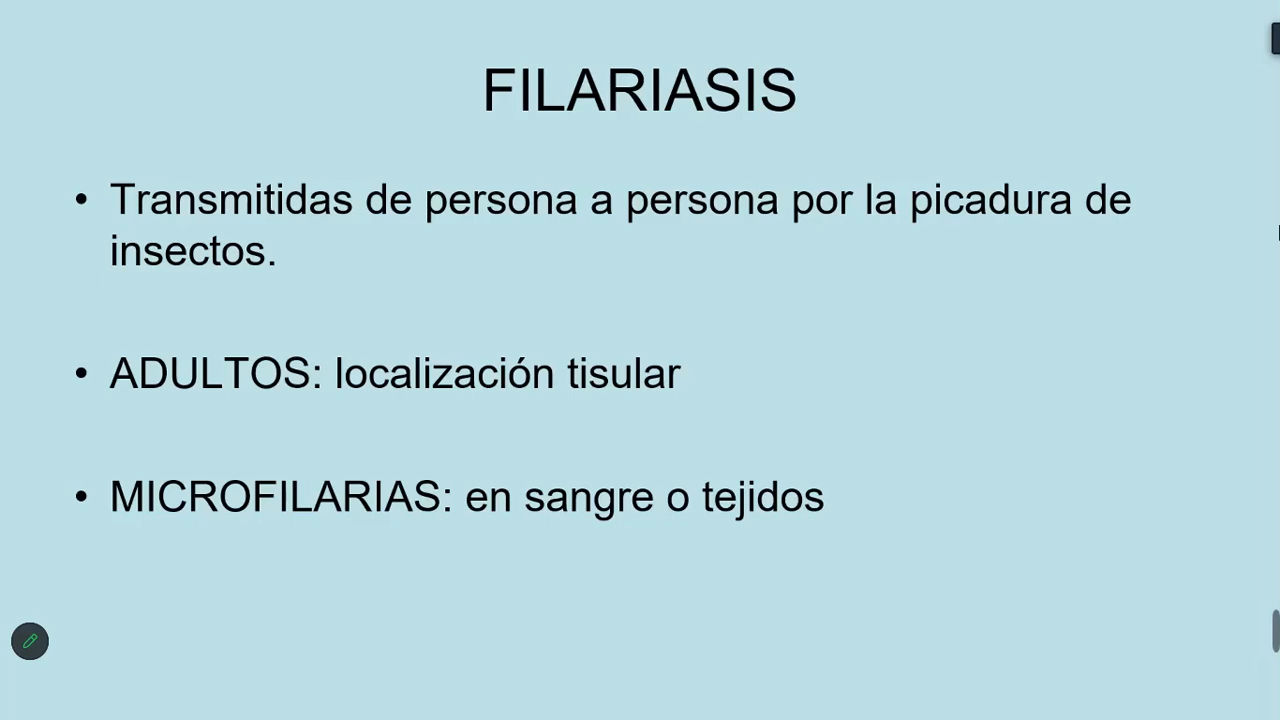 FILARIASIS
• Transmitidas de persona a persona por la picadura de
insectos.
• ADULTOS: localización tisular
• MICROFILARIAS: en sangre o tejidos